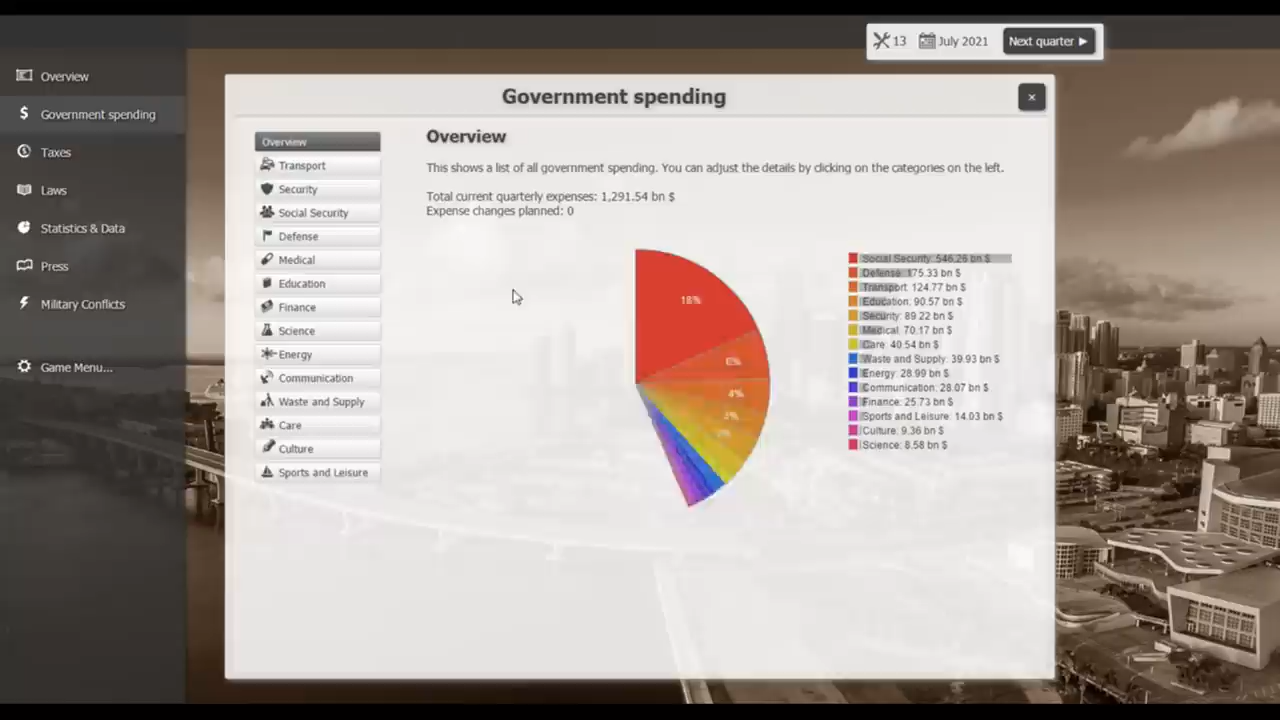 13 July 2021 Next quarter
Overview
Government spending
Taxes
Laws
Statistics & Data
Press
Military Conflicts
Game Menu...
Government spending
×
Overview
Transport
Security
Social Security
Defense
Medical
Education
Finance
Science
Energy
Communication
Waste and Supply
Care
Culture
Sports and Leisure
Overview
This shows a list of all government spending. You can adjust the details by clicking on the categories on the left.
Total current quarterly expenses: 1,291.54 bn $
Expense changes planned: 0
18%
6%
4%
3%
Social Security: 546.26 bn $
Defense: 175.33 bn $
Transport: 124.77 bn $
Education: 90.57 bn $
Security: 89.22 bn $
Medical: 70.17 bn $
Care: 40.54 bn $
Waste and Supply: 39.93 bn $
Energy: 28.99 bn $
Communication: 28.07 bn $
Finance: 25.73 bn $
Sports and Leisure: 14.03 bn $
Culture: 9.36 bn $
Science: 8.58 bn $